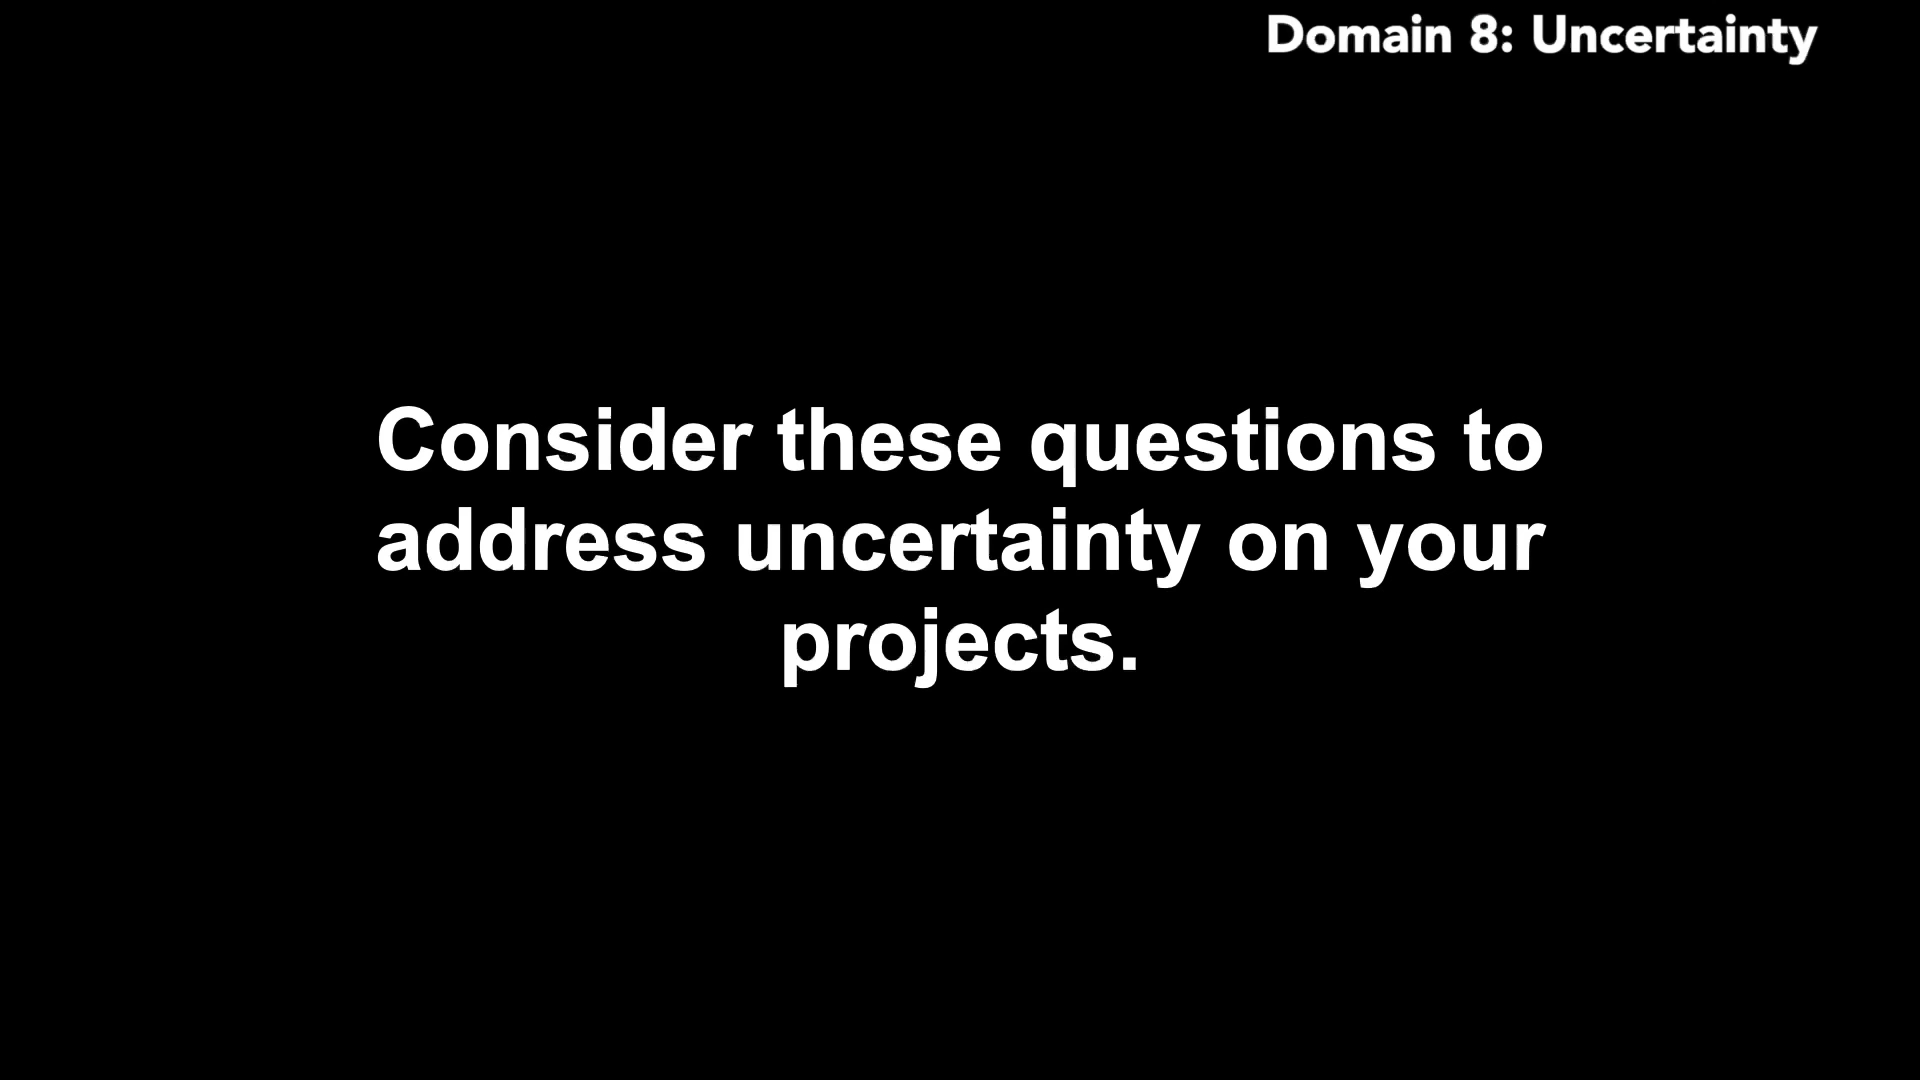 Domain 8: Uncertainty
Consider these questions to
address uncertainty on your
projects.